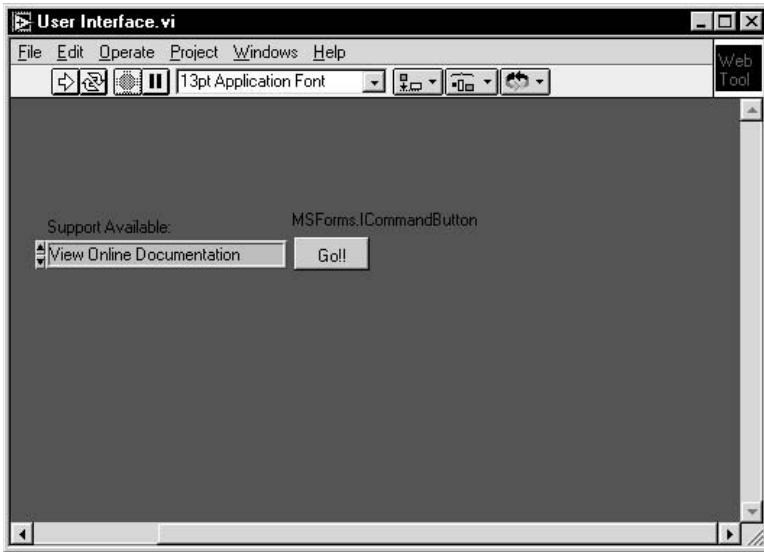 User Interface.vi
File Edit Operate Project Windows Help
Web
Tool
13pt Application Font
MSForms.ICommandButton
Support Available:
View Online Documentation
Go!!